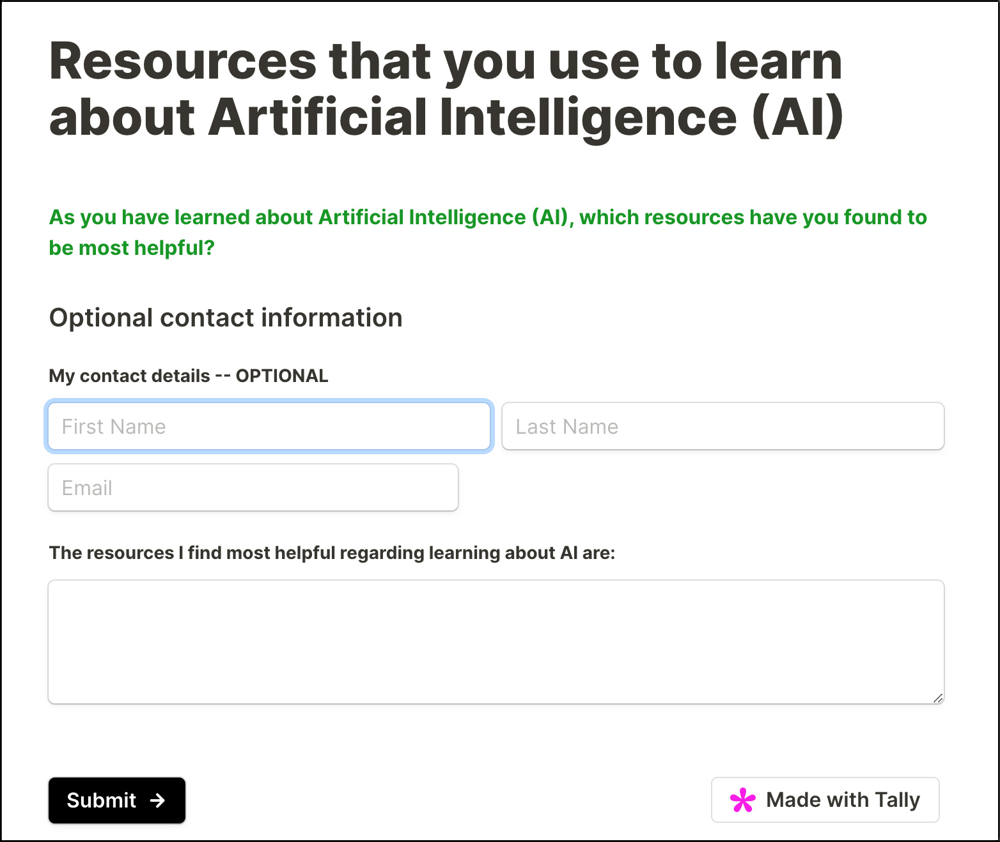 Resources that you use to learn
about Artificial Intelligence (AI)
As you have learned about Artificial Intelligence (AI), which resources have you found to
be most helpful?
Optional contact information
My contact details -- OPTIONAL
First Name
Last Name
Email
The resources I find most helpful regarding learning about AI are:
Submit →
Made with Tally